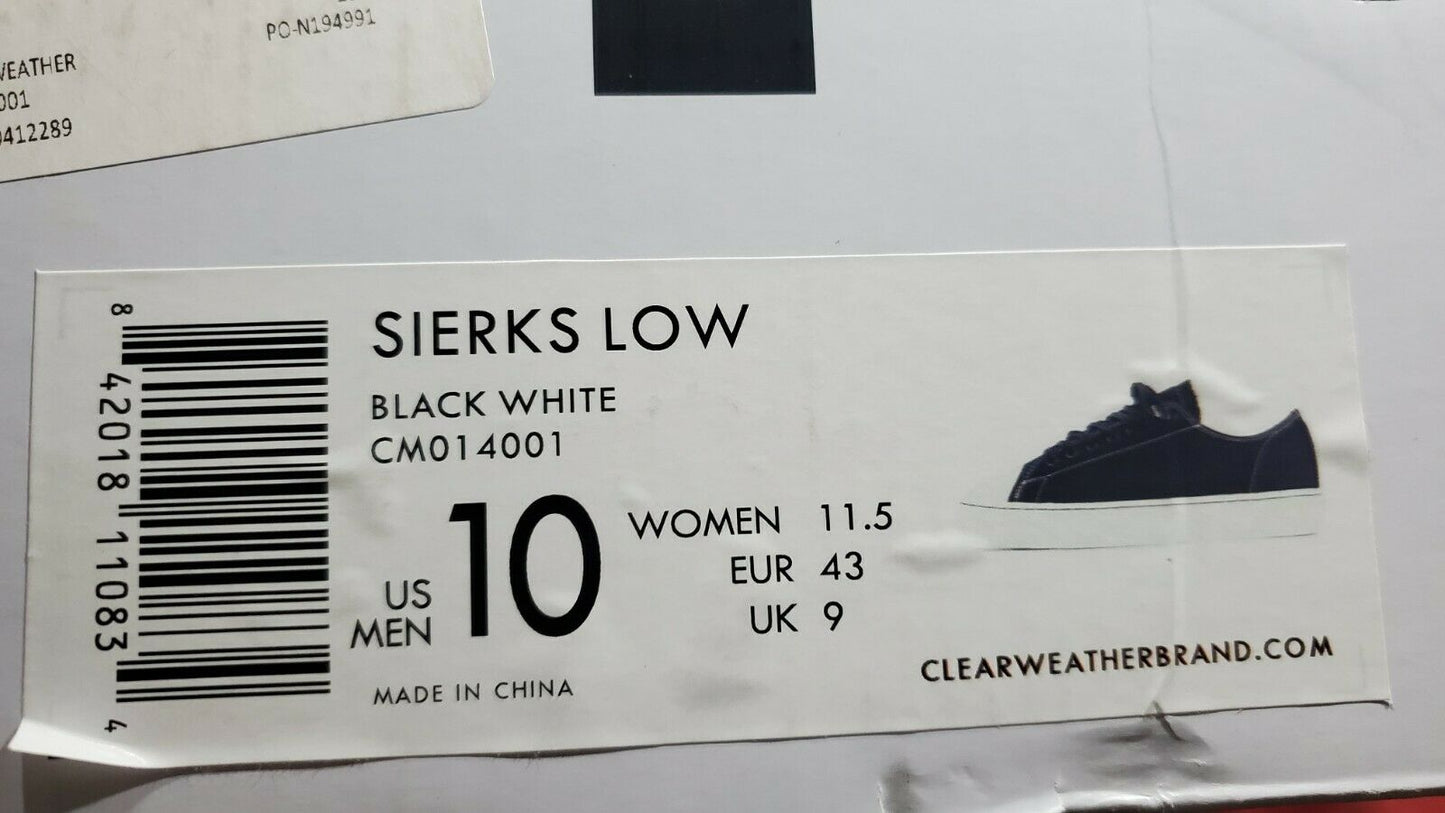 PO-N194991
WEATHER
001
412289
SIERKS LOW
BLACK WHITE
CM014001
US MEN 10
WOMEN 11.5
EUR 43
UK 9
MADE IN CHINA
CLEARWEATHERBRAND.COM
8 42018 11083 4